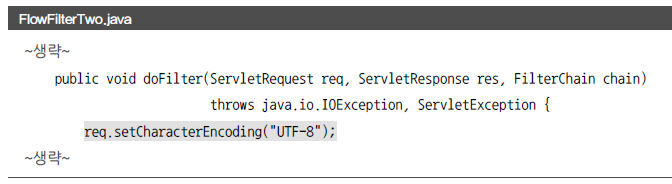 FlowFilterTwo.java
~생략~
public void doFilter(ServletRequest req, ServletResponse res, FilterChain chain)
throws java.io.IOException, ServletException {
req.setCharacterEncoding("UTF-8");
~생략~